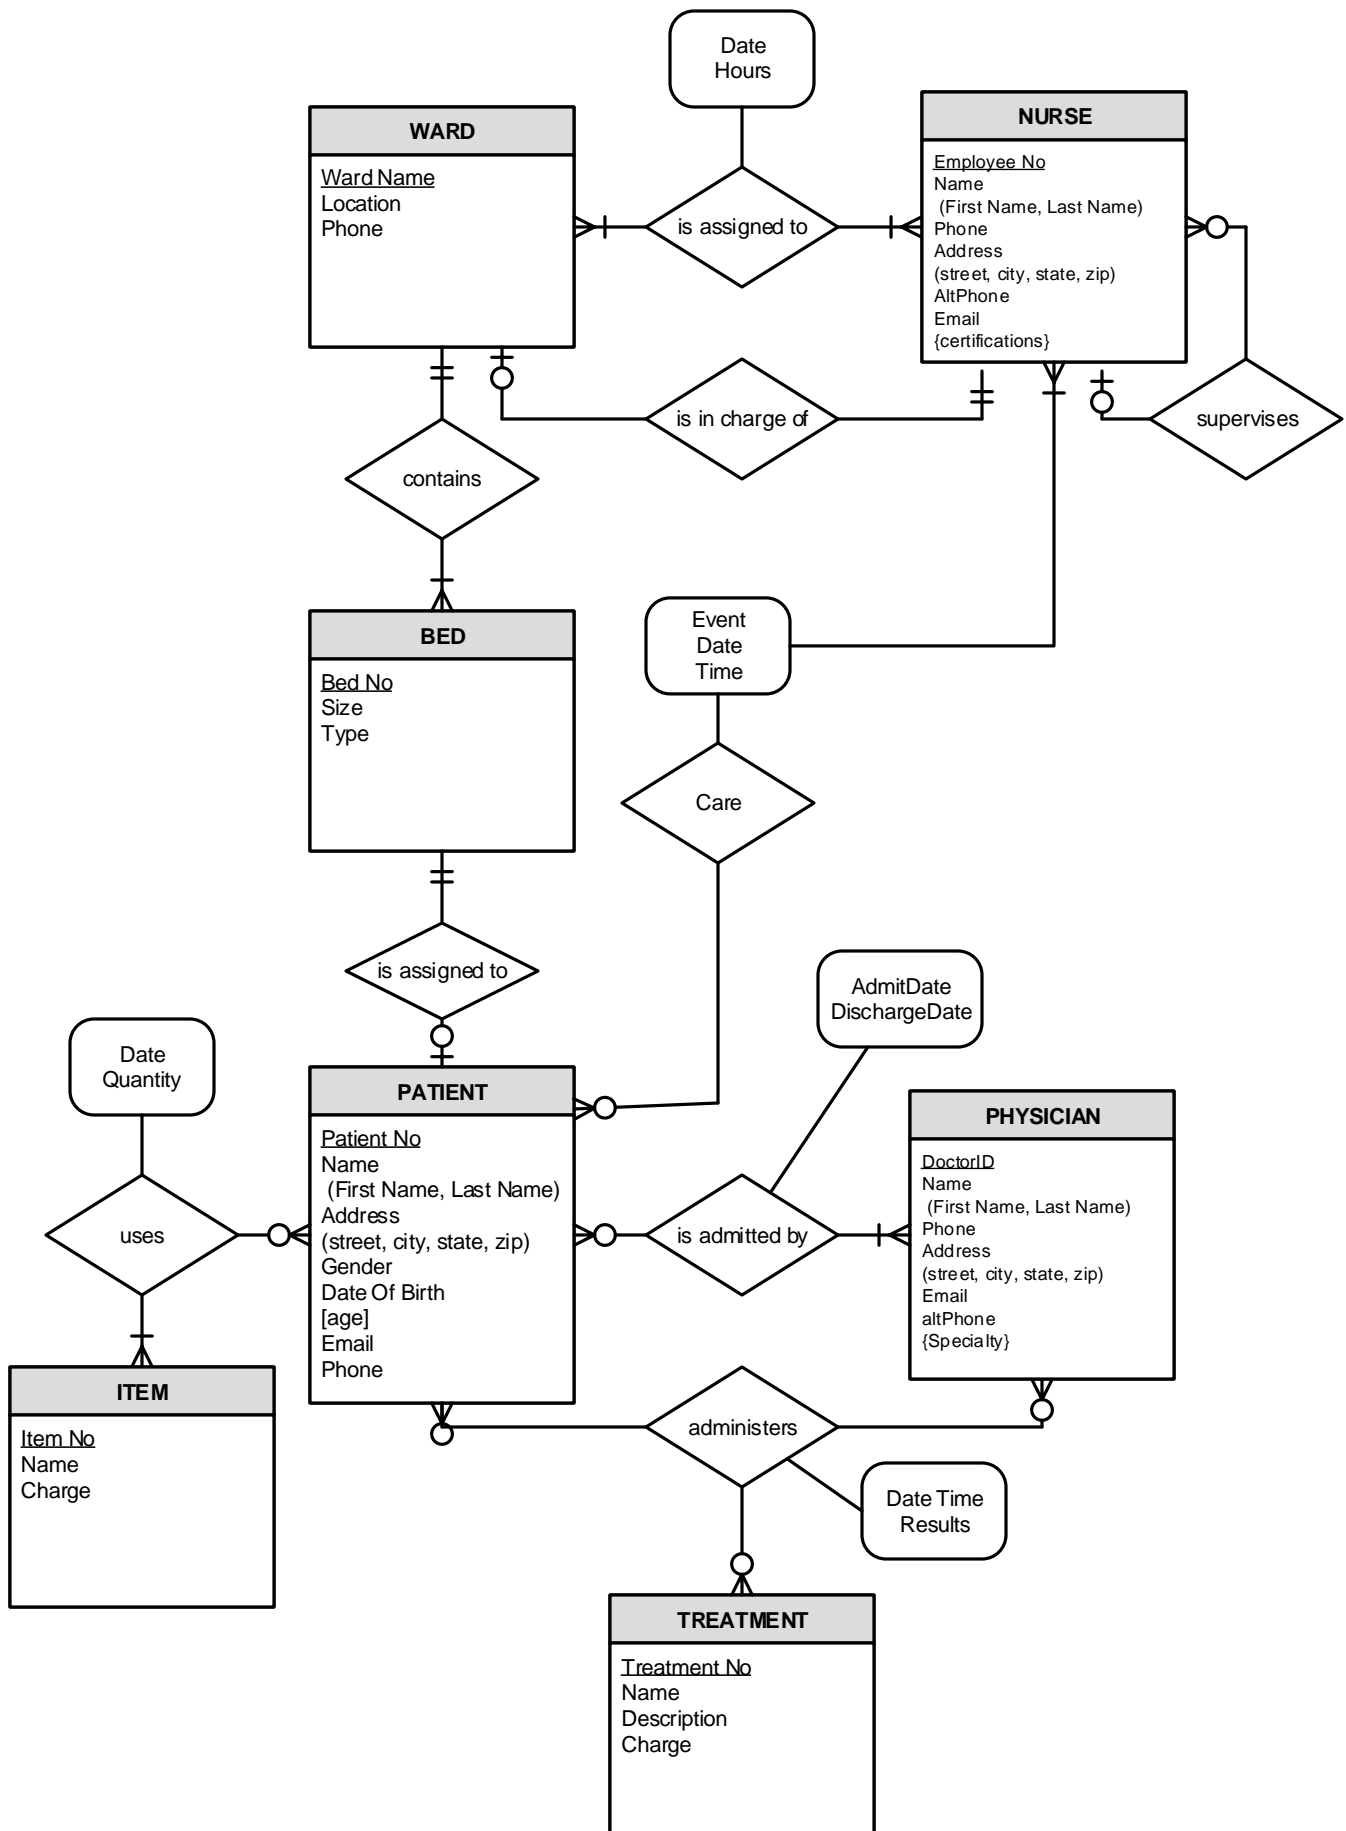 Date
Hours
WARD
Ward Name
Location
Phone
is assigned to
NURSE
Employee No
Name
(First Name, Last Name)
Phone
Address
(street, city, state, zip)
AltPhone
Email
{certifications}
is in charge of
supervises
contains
BED
Bed No
Size
Type
Event
Date
Time
Care
is assigned to
AdmitDate
DischargeDate
Date
Quantity
uses
PATIENT
Patient No
Name
(First Name, Last Name)
Address
(street, city, state, zip)
Gender
Date Of Birth
[age]
Email
Phone
is admitted by
PHYSICIAN
DoctorID
Name
(First Name, Last Name)
Phone
Address
(street, city, state, zip)
Email
altPhone
{Specialty}
ITEM
Item No
Name
Charge
administers
Date Time
Results
TREATMENT
Treatment No
Name
Description
Charge